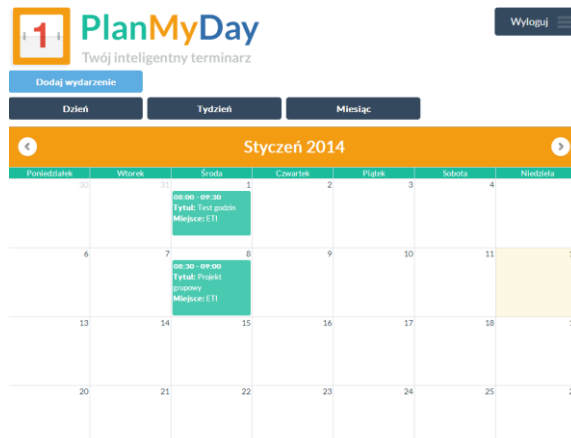 1
PlanMyDay
Twój inteligentny terminarz
Wyloguj
Dodaj wydarzenie
Dzień Tydzień Miesiąc
Styczeń 2014
Poniedziałek Wtorek Środa Czwartek Piątek Sobota Niedziela
30 31 1 2 3 4
08:00 - 09:30
Tytuł: Test godzin
Miejsce: ETI
6 7 8 9 10 11
08:30 - 09:00
Tytuł: Projekt
grupowy
Miejsce: ETI
13 14 15 16 17 18
20 21 22 23 24 25